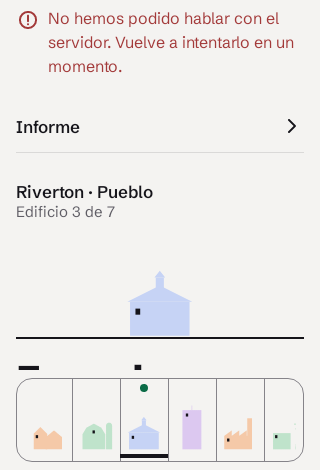 No hemos podido hablar con el
servidor. Vuelve a intentarlo en un
momento.
Informe
Riverton · Pueblo
Edificio 3 de 7